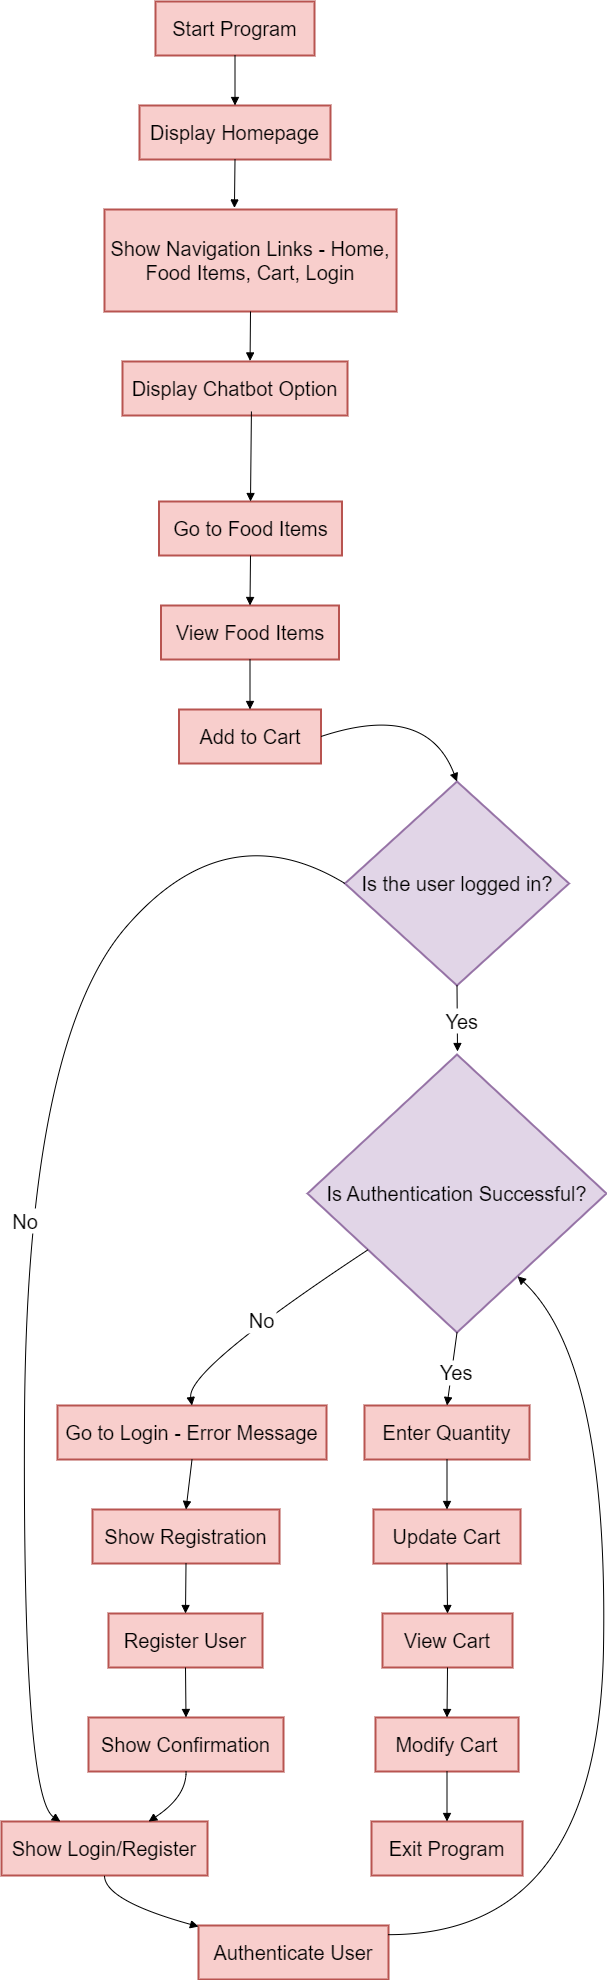 Start Program
Display Homepage
Show Navigation Links - Home,
Food Items, Cart, Login
Display Chatbot Option
Go to Food Items
View Food Items
Add to Cart
Is the user logged in?
Yes
Is Authentication Successful?
No
No
Yes
Go to Login - Error Message
Enter Quantity
Show Registration
Update Cart
Register User
View Cart
Show Confirmation
Modify Cart
Show Login/Register
Exit Program
Authenticate User